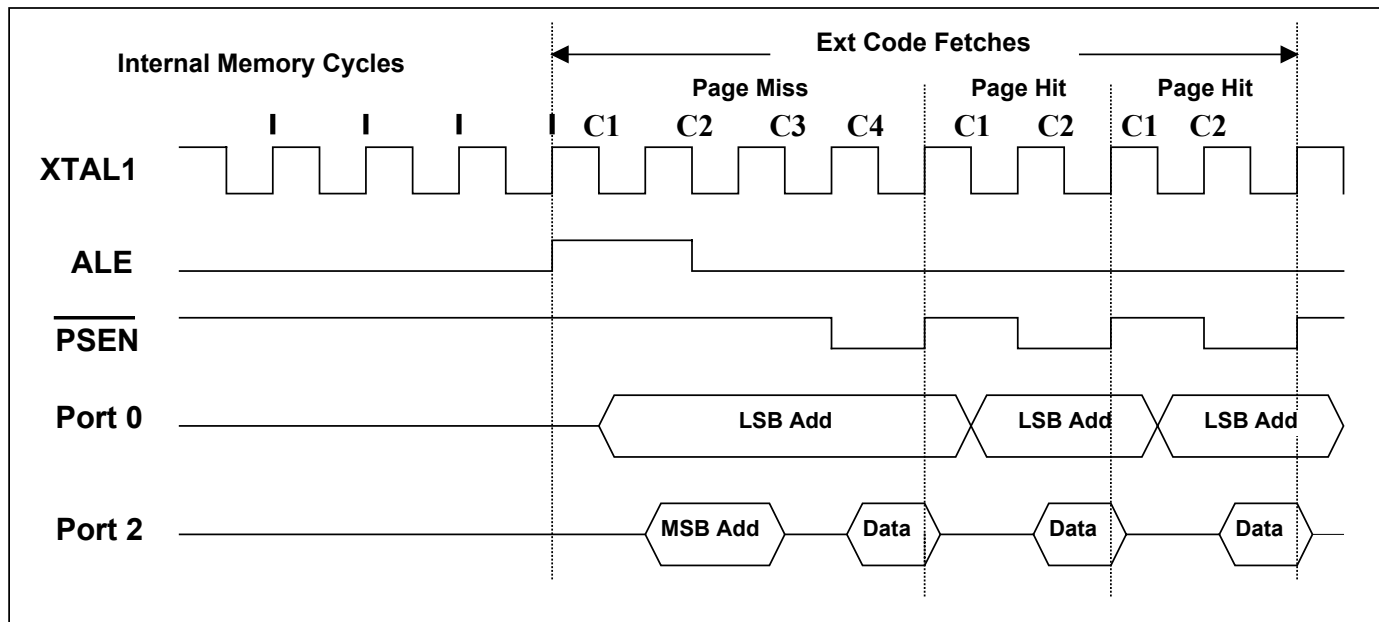 Ext Code Fetches
Internal Memory Cycles
Page Miss Page Hit Page Hit
I I I I C1 C2 C3 C4 C1 C2 C1 C2
XTAL1
ALE
PSEN
Port 0 LSB Add LSB Add LSB Add
Port 2 MSB Add Data Data Data